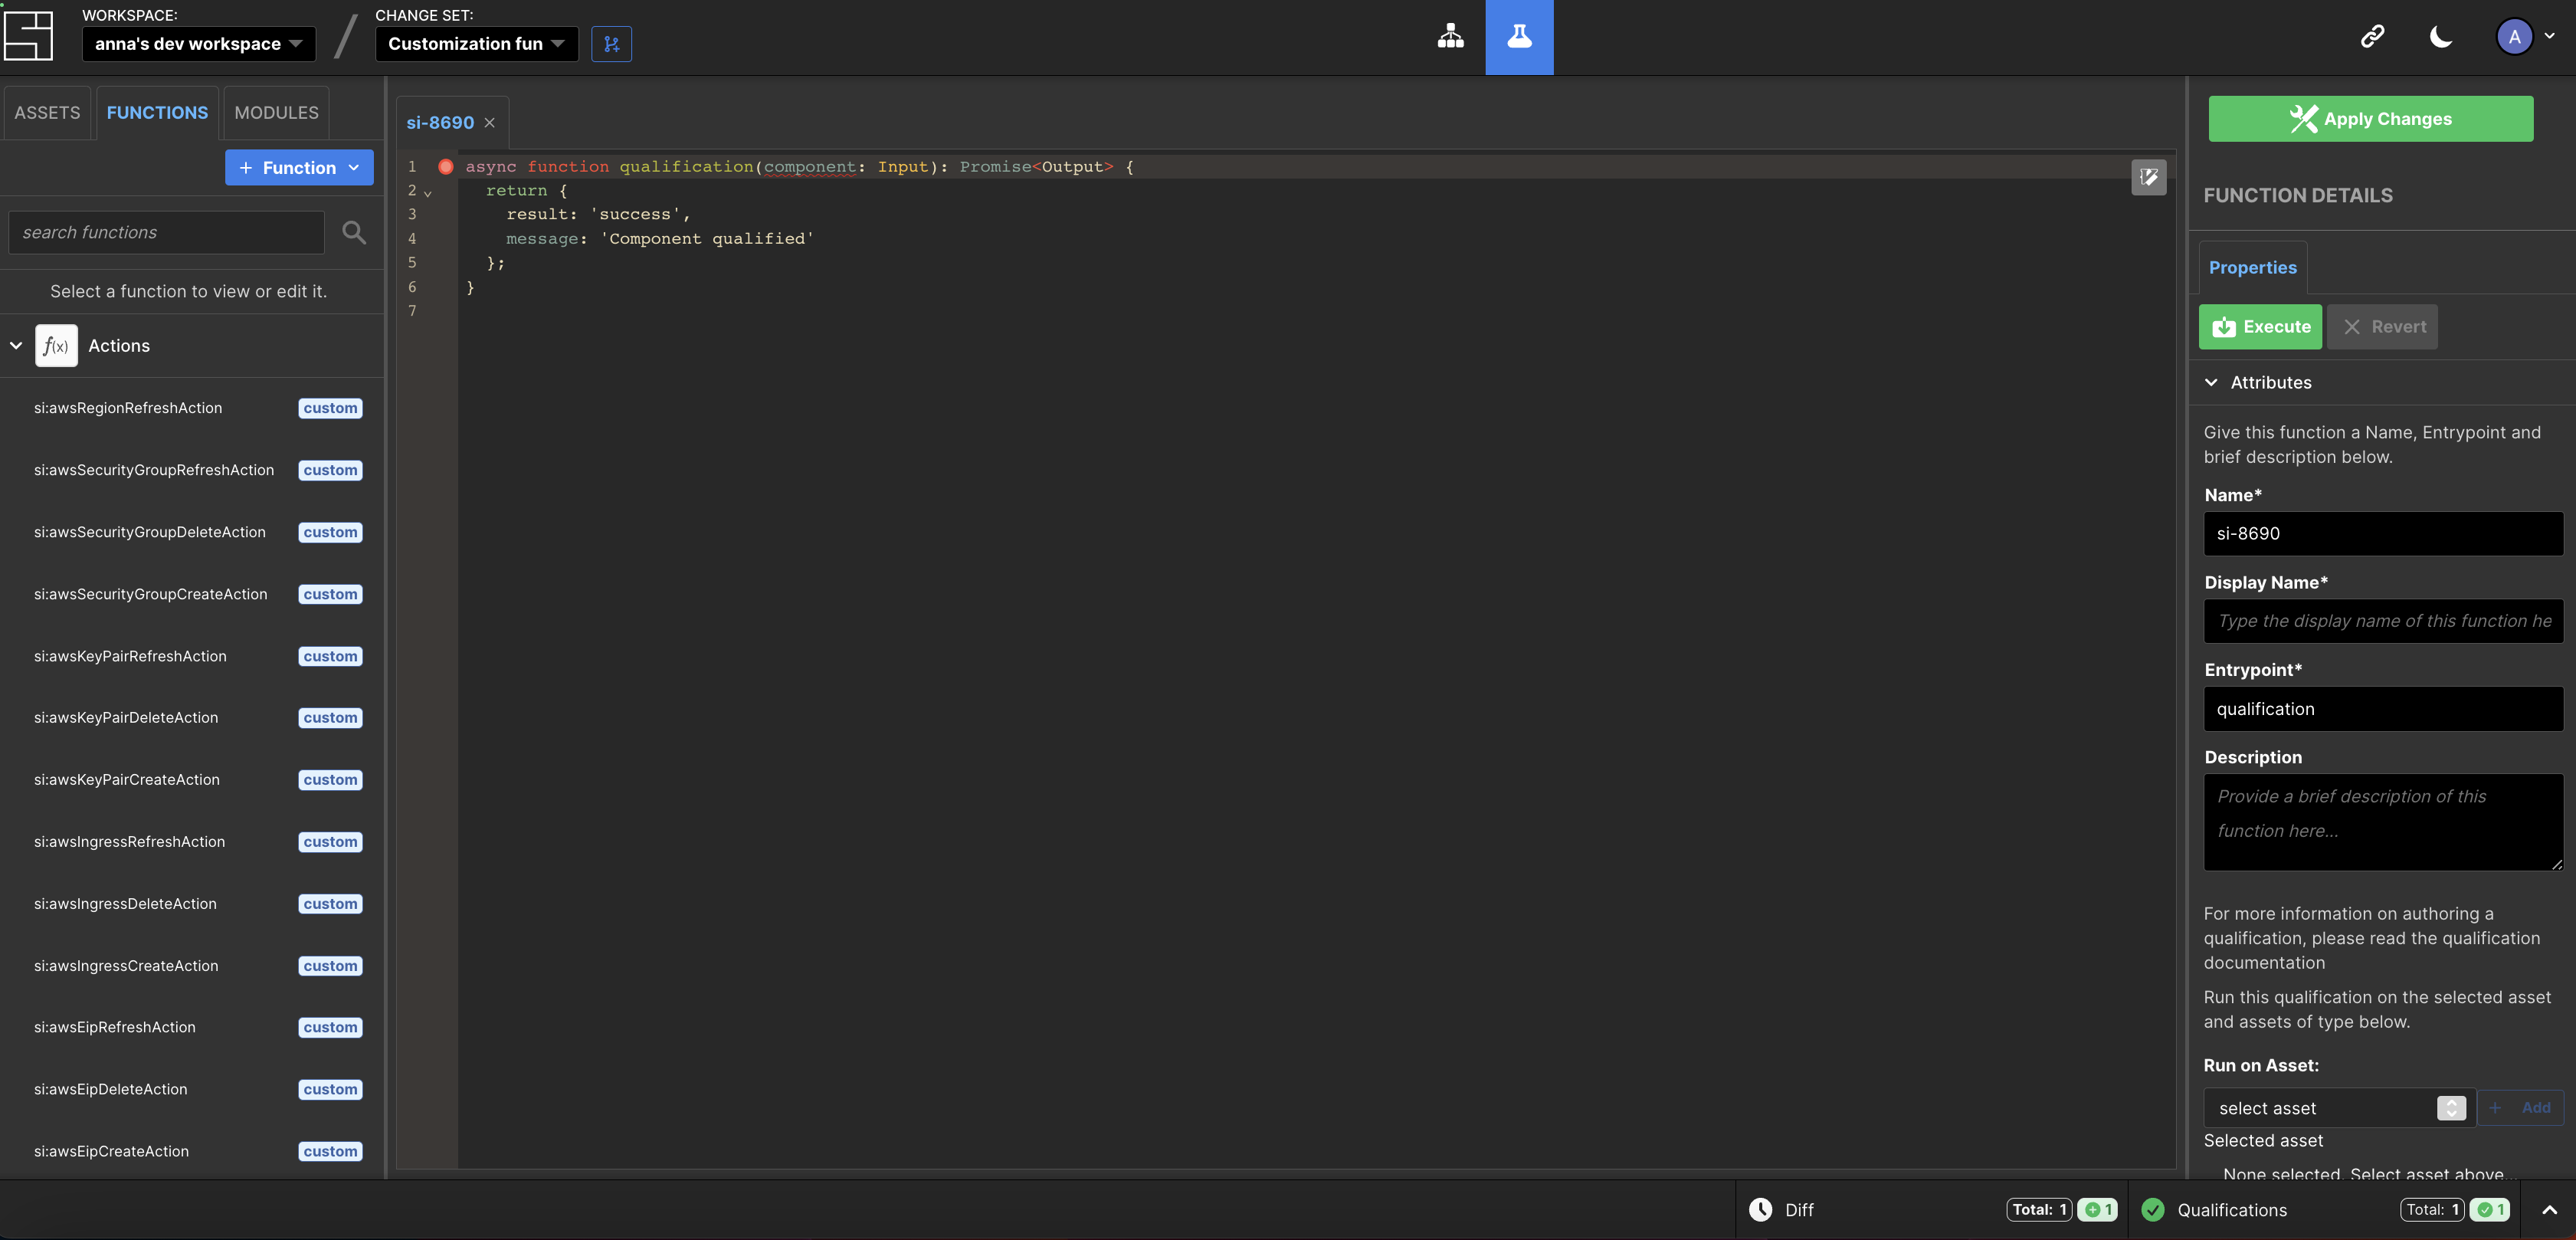 WORKSPACE:
anna's dev workspace
CHANGE SET:
Customization fun
A
ASSETS
FUNCTIONS
MODULES
+ Function
search functions
Select a function to view or edit it.
f(x) Actions
si:awsRegionRefreshAction custom
si:awsSecurityGroupRefreshAction custom
si:awsSecurityGroupDeleteAction custom
si:awsSecurityGroupCreateAction custom
si:awsKeyPairRefreshAction custom
si:awsKeyPairDeleteAction custom
si:awsKeyPairCreateAction custom
si:awsIngressRefreshAction custom
si:awsIngressDeleteAction custom
si:awsIngressCreateAction custom
si:awsEipRefreshAction custom
si:awsEipDeleteAction custom
si:awsEipCreateAction custom
si-8690 ×
1 async function qualification(component: Input): Promise<Output> {
2 return {
3 result: 'success',
4 message: 'Component qualified'
5 };
6 }
7
Apply Changes
FUNCTION DETAILS
Properties
Execute
Revert
Attributes
Give this function a Name, Entrypoint and
brief description below.
Name*
si-8690
Display Name*
Type the display name of this function he
Entrypoint*
qualification
Description
Provide a brief description of this
function here...
For more information on authoring a
qualification, please read the qualification
documentation
Run this qualification on the selected asset
and assets of type below.
Run on Asset:
select asset
+ Add
Selected asset
None selected. Select asset above...
Diff
Total: 1
1
Qualifications
Total: 1
1